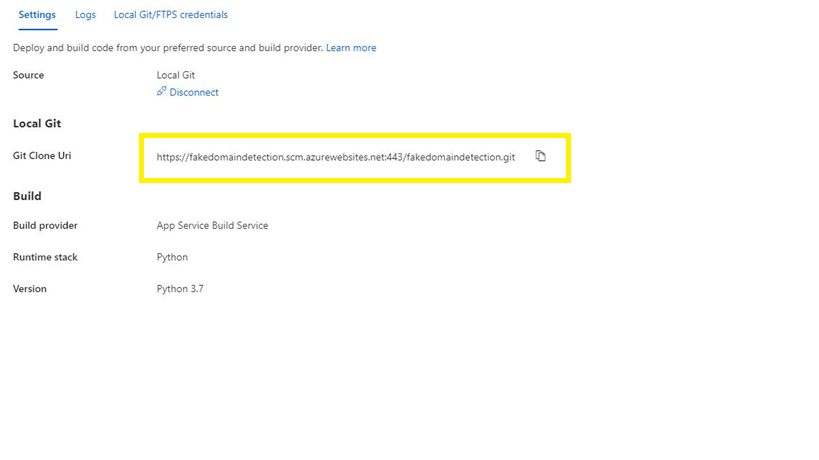 Settings Logs Local Git/FTPS credentials
Deploy and build code from your preferred source and build provider. Learn more
Source Local Git
Disconnect
Local Git
Git Clone Uri https://fakedomaindetection.scm.azurewebsites.net:443/fakedomaindetection.git
Build
Build provider App Service Build Service
Runtime stack Python
Version Python 3.7